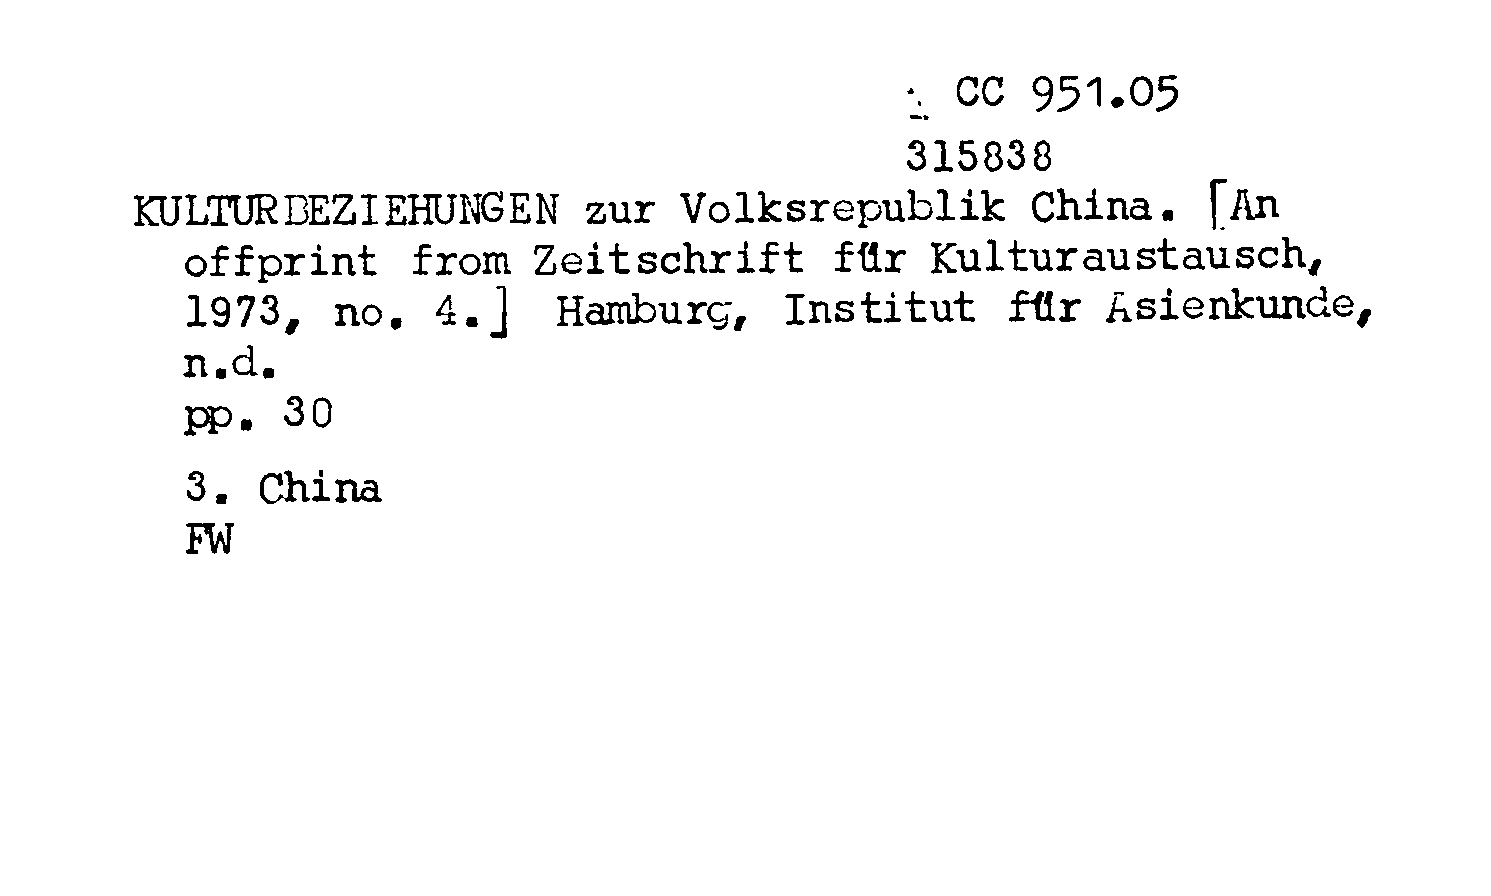 CC 951.05
315838
KULTURBEZIEHUNGEN zur Volksrepublik China. [An
offprint from Zeitschrift für Kulturaustausch,
1973, no. 4.] Hamburg, Institut für Asienkunde,
n.d.
pp. 30
3. China
FW